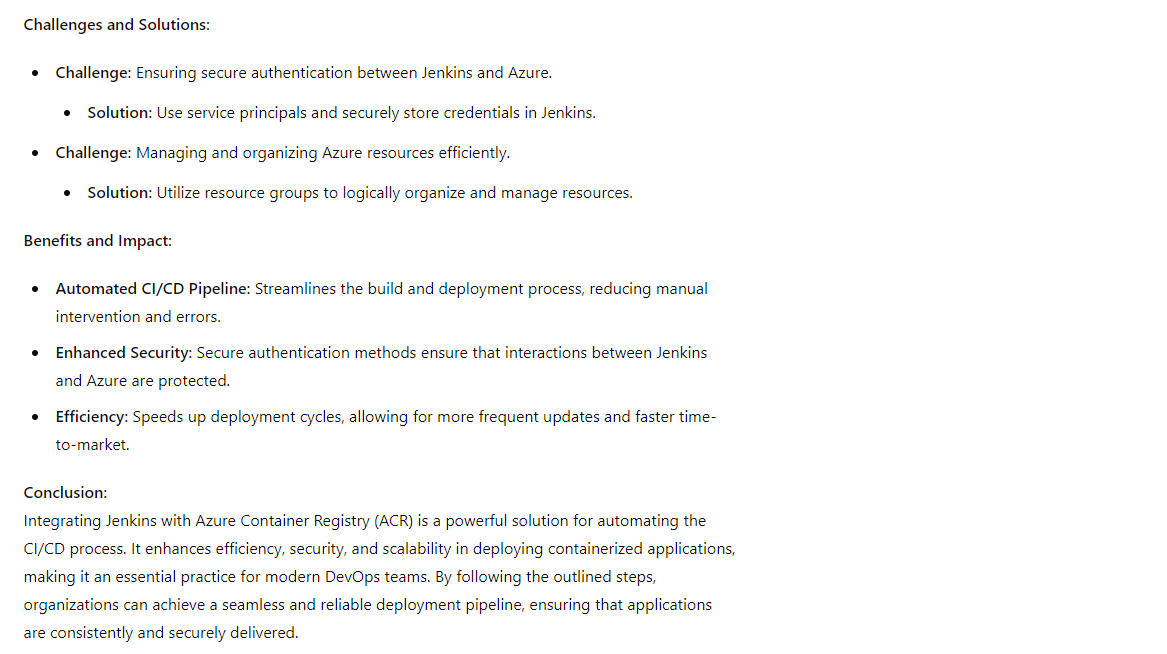 Challenges and Solutions:
Challenge: Ensuring secure authentication between Jenkins and Azure.
Solution: Use service principals and securely store credentials in Jenkins.
Challenge: Managing and organizing Azure resources efficiently.
Solution: Utilize resource groups to logically organize and manage resources.
Benefits and Impact:
Automated CI/CD Pipeline: Streamlines the build and deployment process, reducing manual
intervention and errors.
Enhanced Security: Secure authentication methods ensure that interactions between Jenkins
and Azure are protected.
Efficiency: Speeds up deployment cycles, allowing for more frequent updates and faster time-
to-market.
Conclusion:
Integrating Jenkins with Azure Container Registry (ACR) is a powerful solution for automating the
CI/CD process. It enhances efficiency, security, and scalability in deploying containerized applications,
making it an essential practice for modern DevOps teams. By following the outlined steps,
organizations can achieve a seamless and reliable deployment pipeline, ensuring that applications
are consistently and securely delivered.